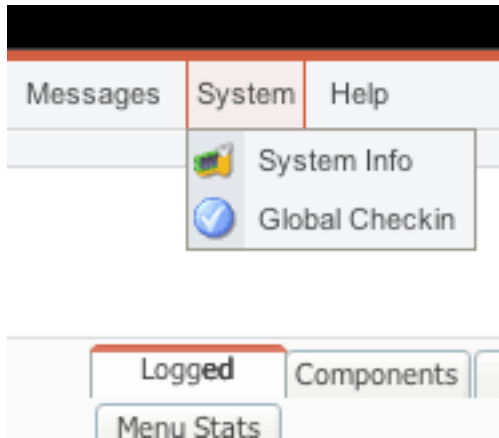 Messages System Help
System Info
Global Checkin
Logged Components
Menu Stats